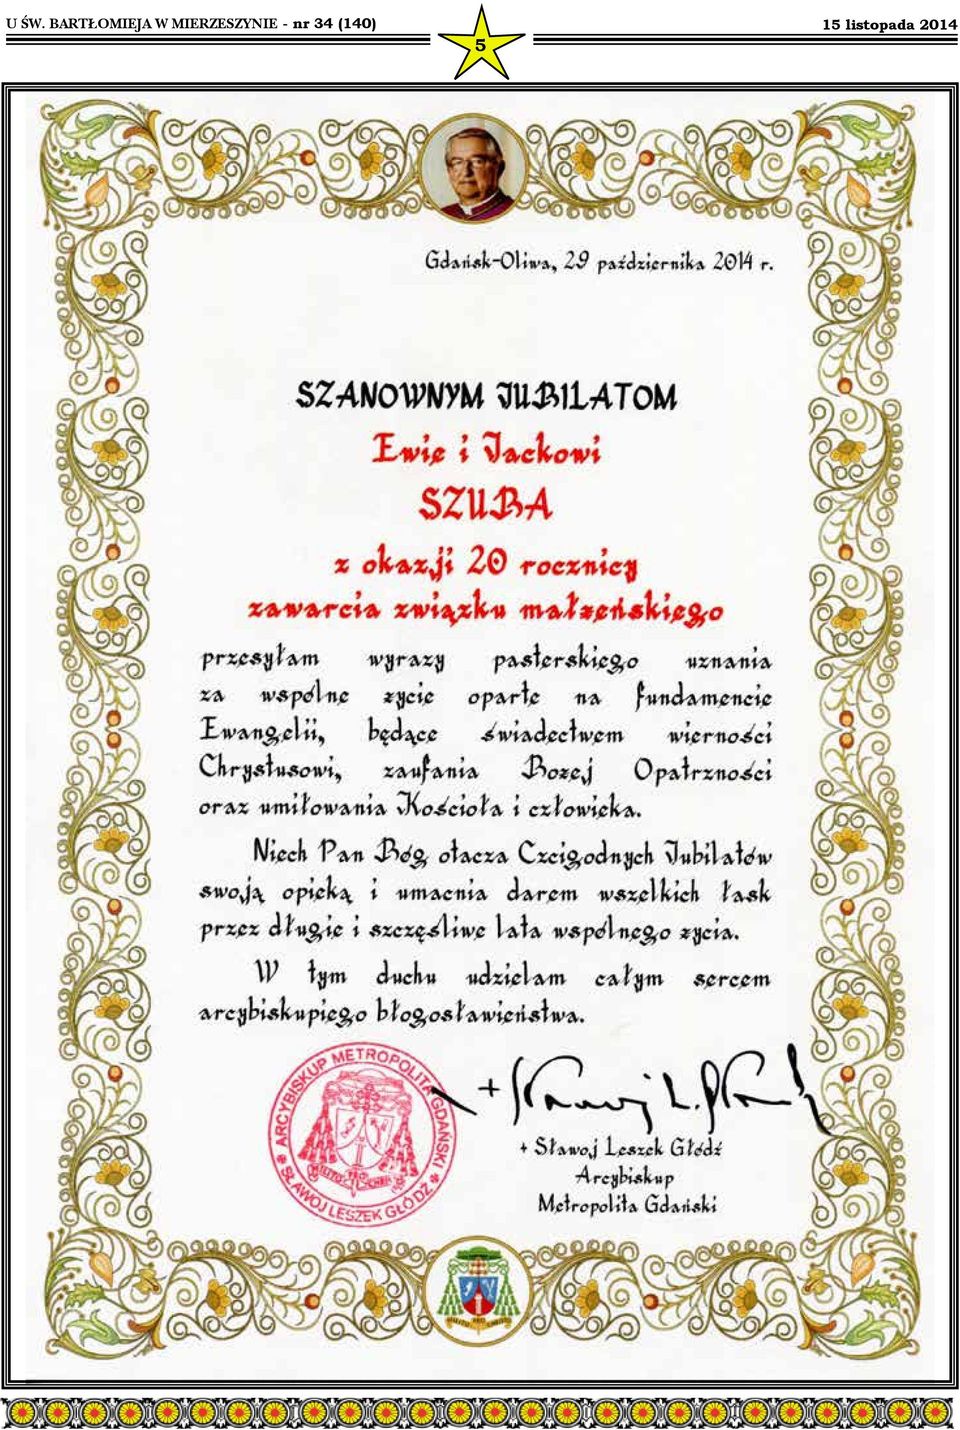 U ŚW. BARTŁOMIEJA W MIERZESZYNIE - nr 34 (140)
15 listopada 2014
5
Gdańsk-Oliwa, 29 października 2014 r.
SZANOWNYM JUBILATOM
Ewie i Jackowi
SZUBA
z okazji 20 rocznicy
zawarcia związku małżeńskiego
przesyłam wyrazy pasterskiego uznania
za wspólne życie oparte na fundamencie
Ewangelii, będące świadectwem wierności
Chrystusowi, zaufania Bożej Opatrzności
oraz umiłowania Kościoła i człowieka.
Niech Pan Bóg otacza Czcigodnych Jubilatów
swoją opieką i umacnia darem wszelkich łask
przez długie i szczęśliwe lata wspólnego życia.
W tym duchu udzielam całym sercem
arcybiskupiego błogosławieństwa.
ARCYBISKUP METROPOLITA GDAŃSKI
SŁAWOJ LESZEK GŁÓDŹ
+ Sławoj L. Głódź
+ Sławoj Leszek Głódź
Arcybiskup
Metropolita Gdański